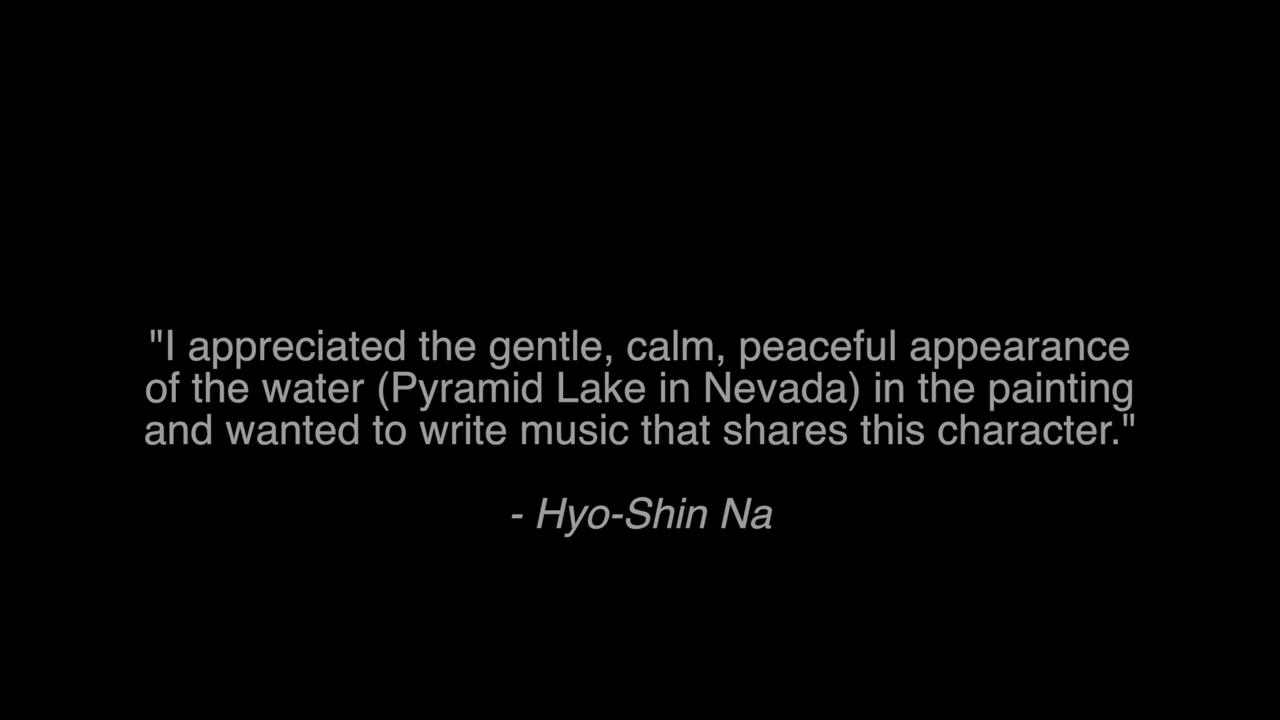 "I appreciated the gentle, calm, peaceful appearance
of the water (Pyramid Lake in Nevada) in the painting
and wanted to write music that shares this character."
- Hyo-Shin Na